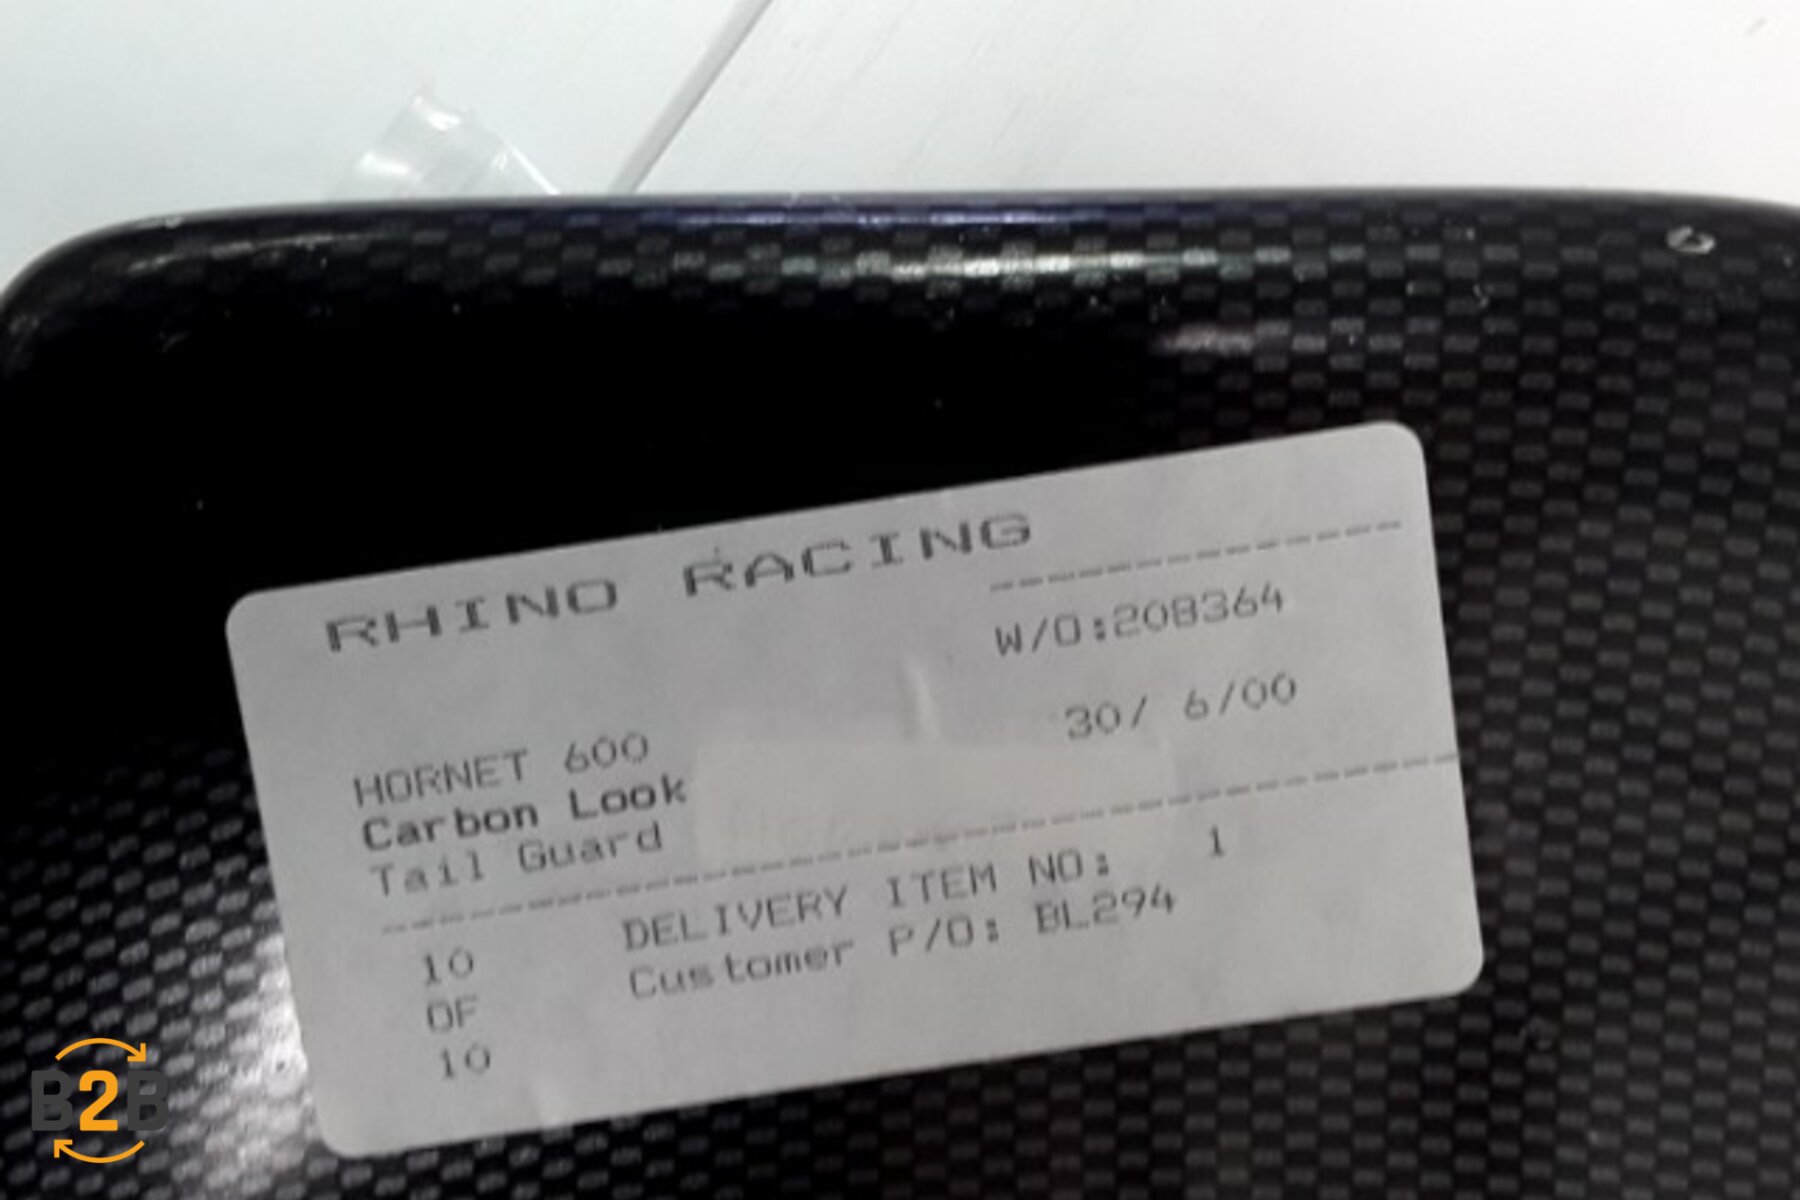 RHINO RACING
W/O:208364
30/ 6/00
HORNET 600
Carbon Look
Tail Guard
DELIVERY ITEM NO: 1
Customer P/O: BL294
10
OF
10
B2B